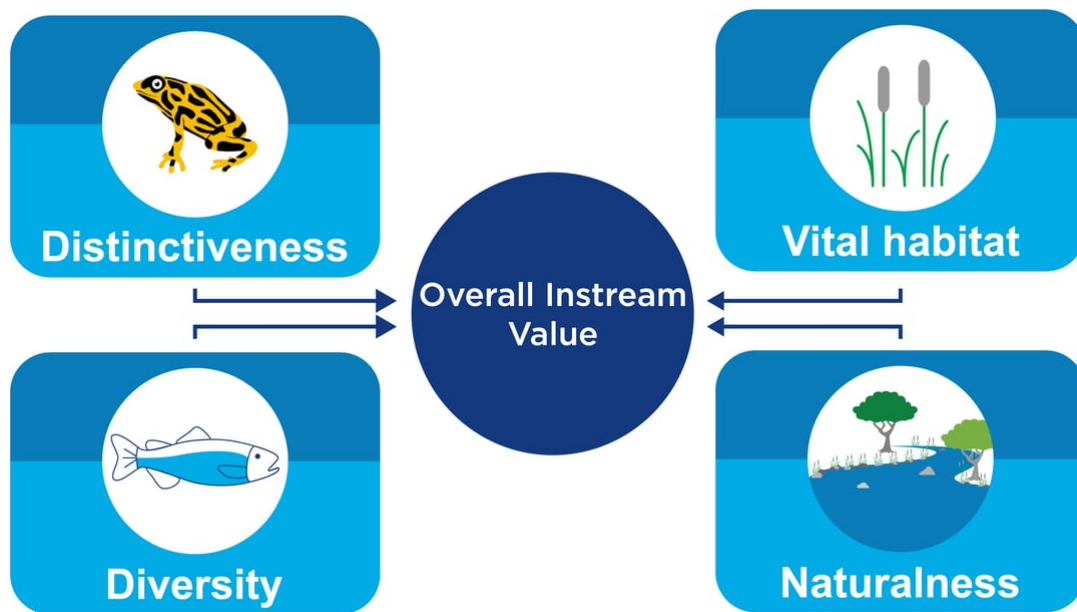 Distinctiveness
Vital habitat
Overall Instream
Value
Diversity
Naturalness